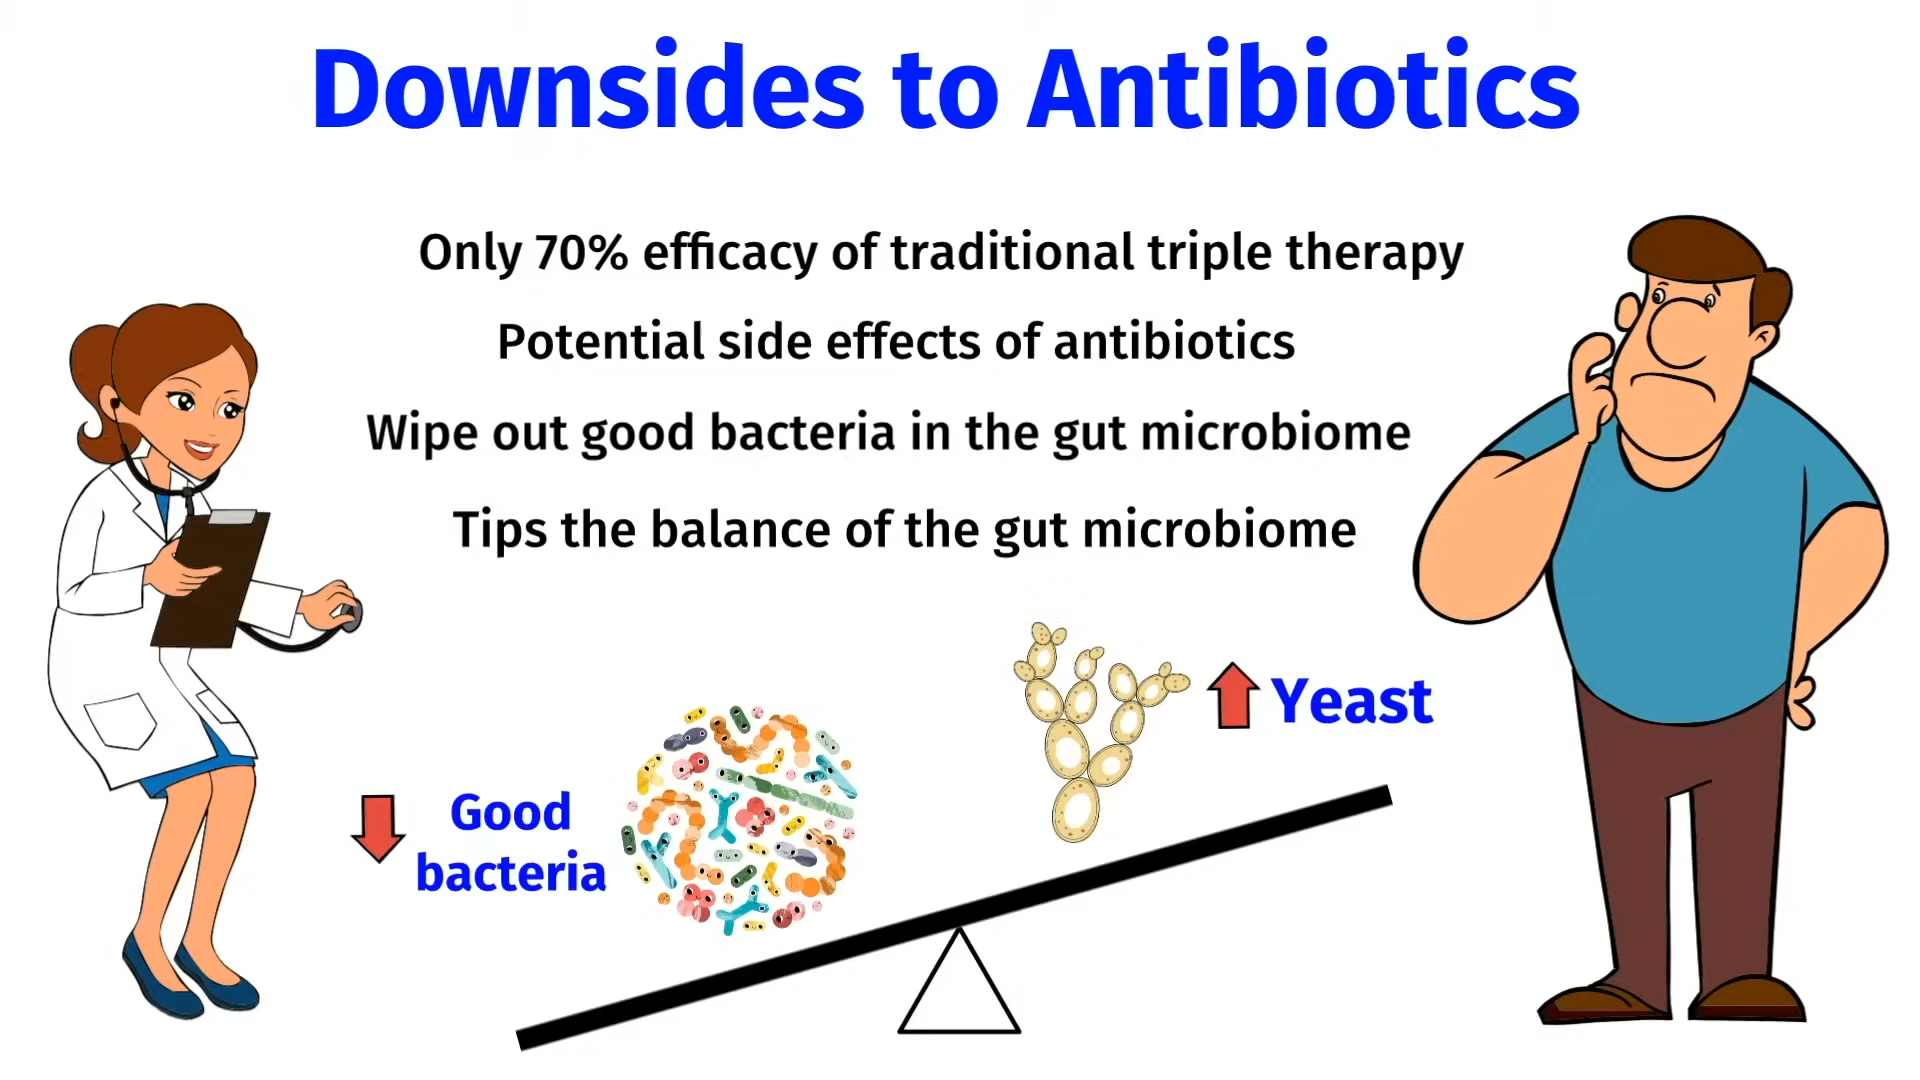 Downsides to Antibiotics
Only 70% efficacy of traditional triple therapy
Potential side effects of antibiotics
Wipe out good bacteria in the gut microbiome
Tips the balance of the gut microbiome
Yeast
Good
bacteria